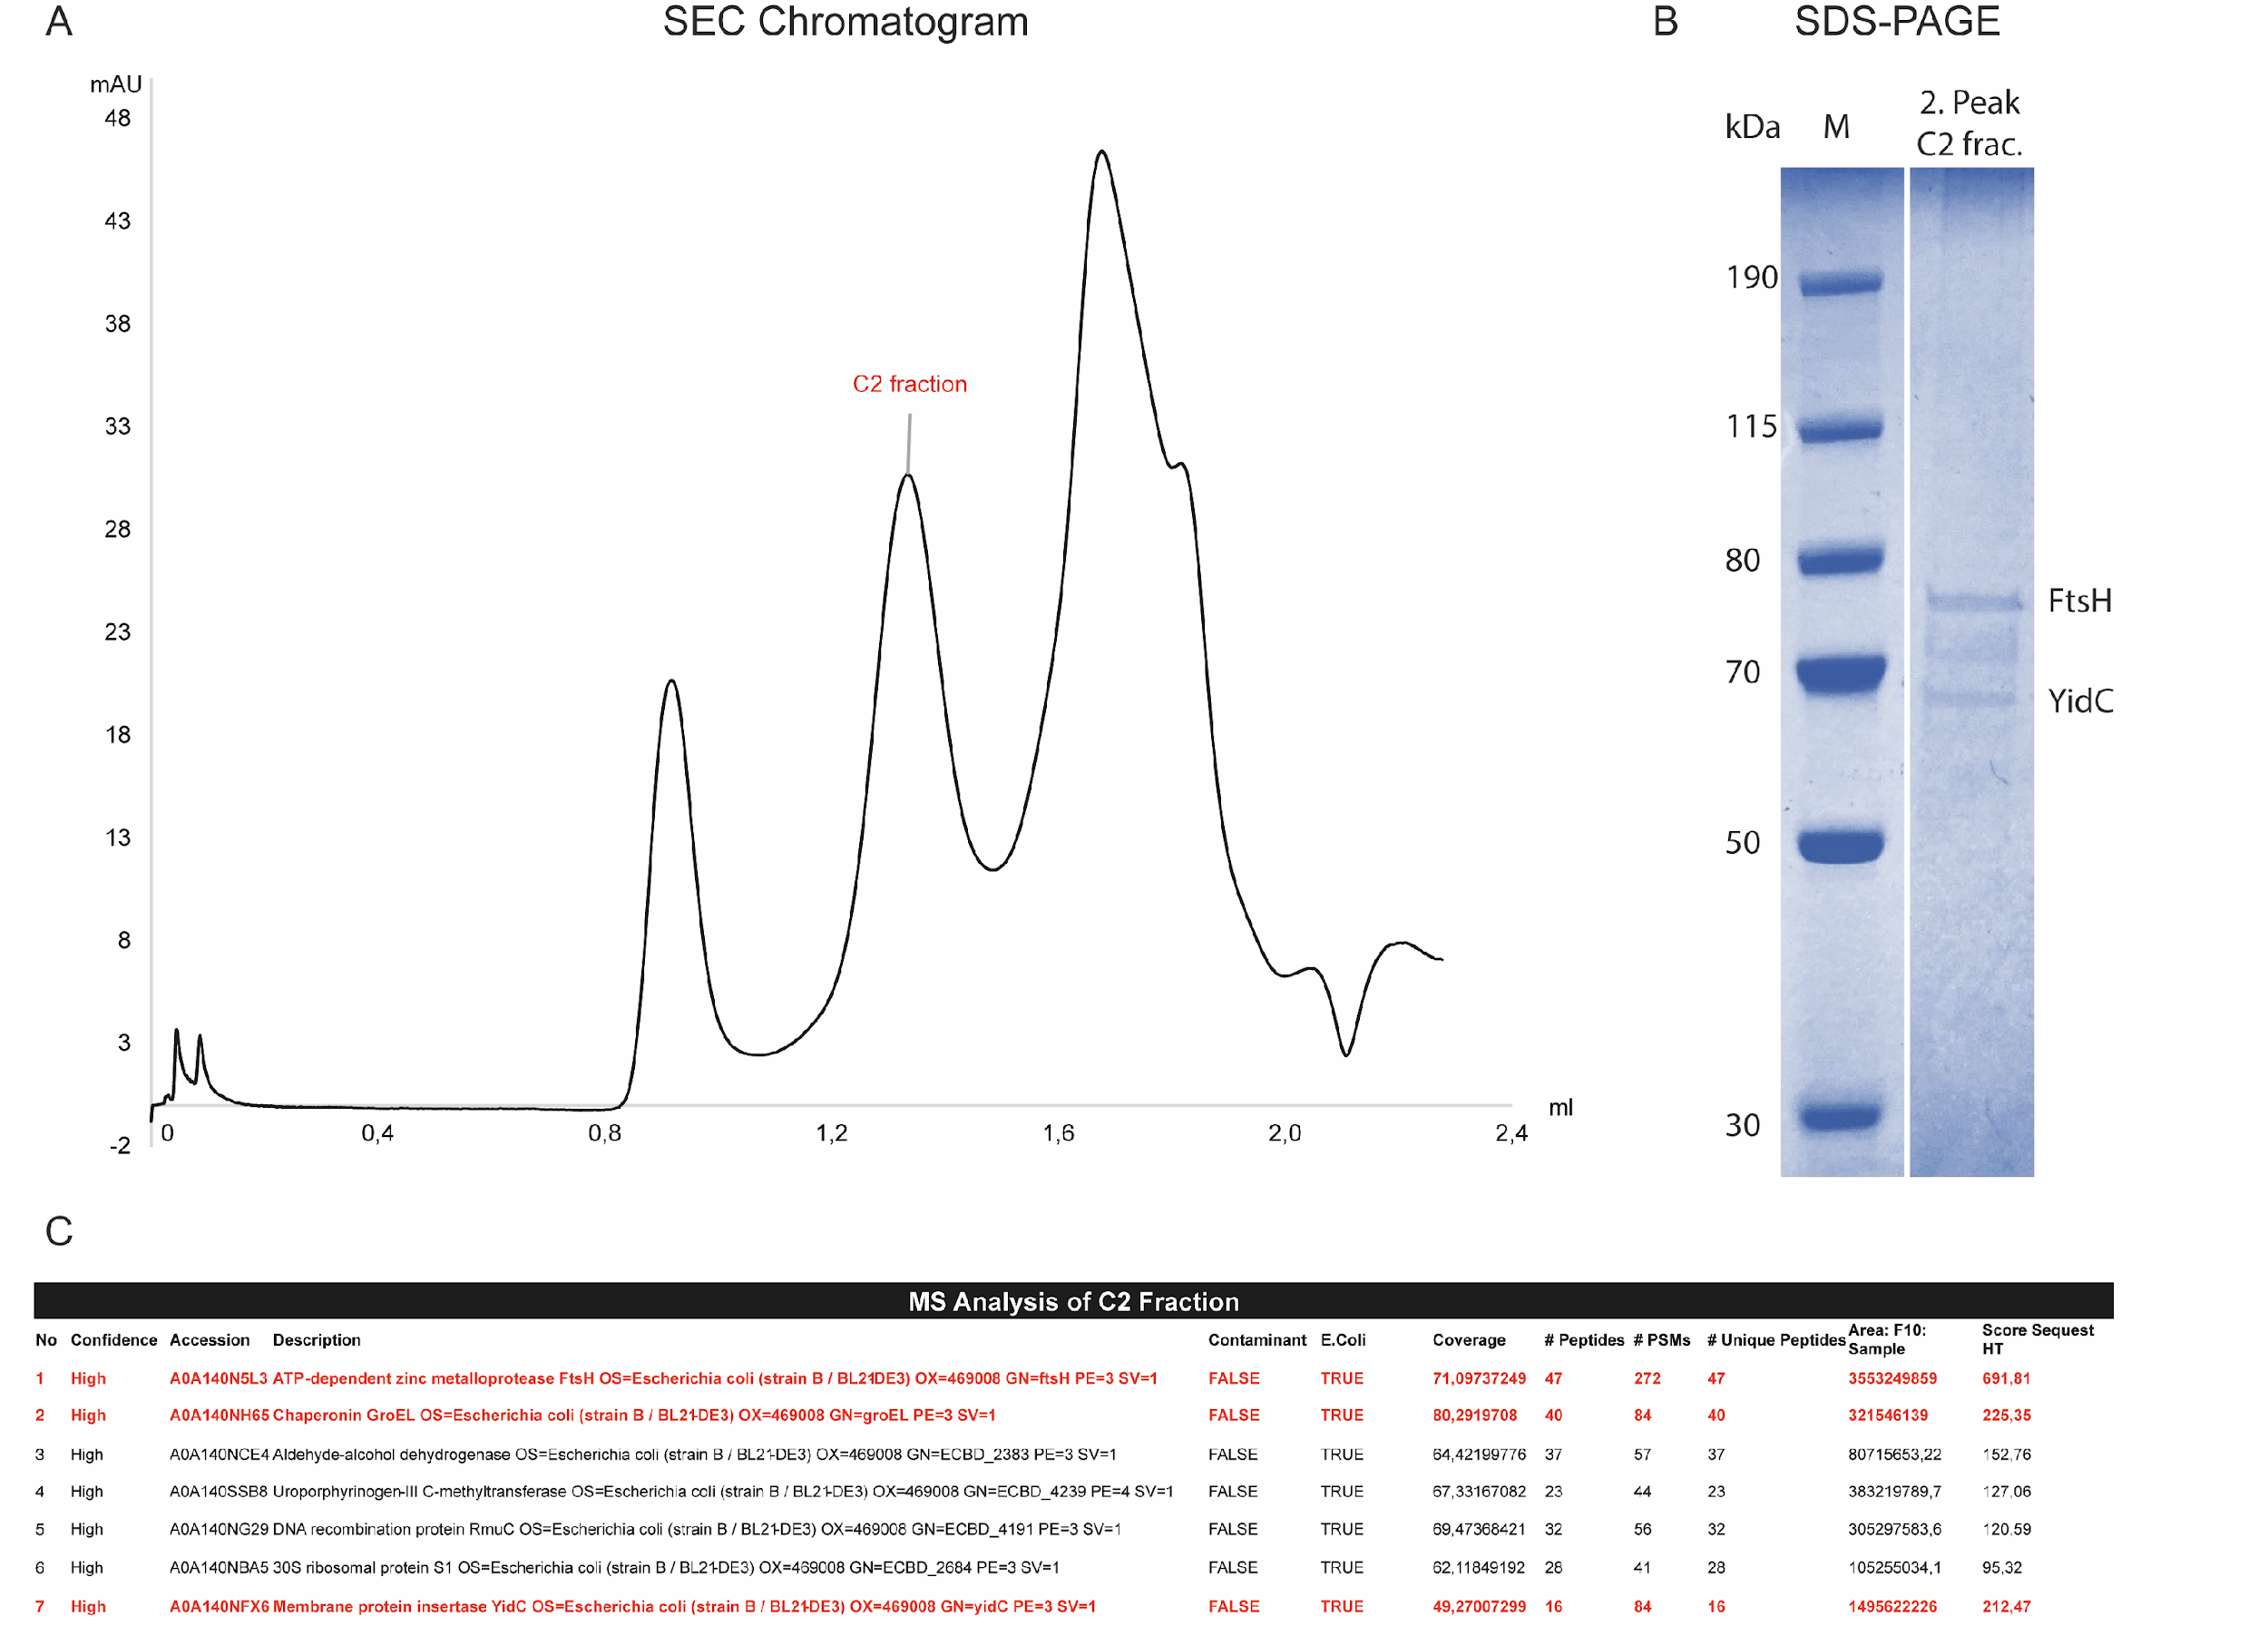 A
SEC Chromatogram
mAU
48
43
38
33
28
23
18
13
8
3
-2
C2 fraction
0 0,4 0,8 1,2 1,6 2,0 2,4
ml
B
SDS-PAGE
kDa M 2. Peak
C2 frac.
190
115
80
FtsH
70
YidC
50
30
C
MS Analysis of C2 Fraction
No Confidence Accession Description Contaminant E.Coli Coverage # Peptides # PSMs # Unique Peptides Area: F10: Sample Score Sequest HT
1 High A0A140N5L3 ATP-dependent zinc metalloprotease FtsH OS=Escherichia coli (strain B / BL21DE3) OX=469008 GN=ftsH PE=3 SV=1 FALSE TRUE 71,09737249 47 272 47 3553249859 691,81
2 High A0A140NH65 Chaperonin GroEL OS=Escherichia coli (strain B / BL21-DE3) OX=469008 GN=groEL PE=3 SV=1 FALSE TRUE 80,2919708 40 84 40 321546139 225,35
3 High A0A140NCE4 Aldehyde-alcohol dehydrogenase OS=Escherichia coli (strain B / BL21-DE3) OX=469008 GN=ECBD_2383 PE=3 SV=1 FALSE TRUE 64,42199776 37 57 37 80715653,22 152,76
4 High A0A140SSB8 Uroporphyrinogen-III C-methyltransferase OS=Escherichia coli (strain B / BL21-DE3) OX=469008 GN=ECBD_4239 PE=4 SV=1 FALSE TRUE 67,33167082 23 44 23 383219789,7 127,06
5 High A0A140NG29 DNA recombination protein RmuC OS=Escherichia coli (strain B / BL21-DE3) OX=469008 GN=ECBD_4191 PE=3 SV=1 FALSE TRUE 69,47368421 32 56 32 305297583,6 120,59
6 High A0A140NBA5 30S ribosomal protein S1 OS=Escherichia coli (strain B / BL21-DE3) OX=469008 GN=ECBD_2684 PE=3 SV=1 FALSE TRUE 62,11849192 28 41 28 105255034,1 95,32
7 High A0A140NFX6 Membrane protein insertase YidC OS=Escherichia coli (strain B / BL21-DE3) OX=469008 GN=yidC PE=3 SV=1 FALSE TRUE 49,27007299 16 84 16 1495622226 212,47